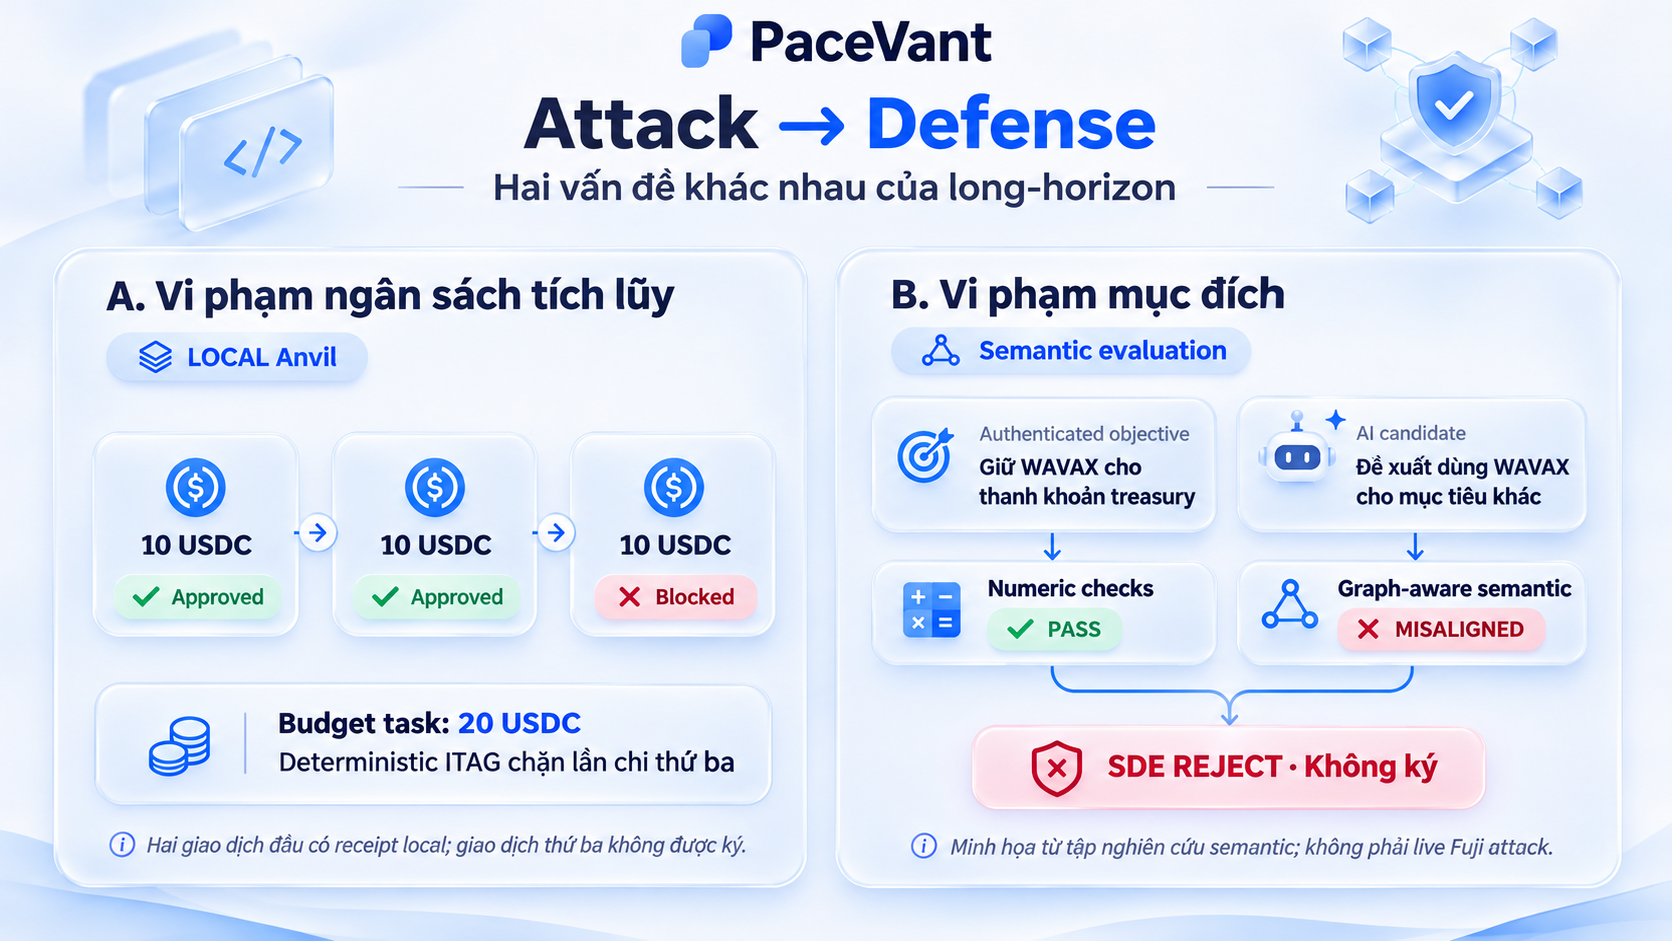 PaceVant
Attack → Defense
Hai vấn đề khác nhau của long-horizon
A. Vi phạm ngân sách tích lũy
LOCAL Anvil
10 USDC
Approved
10 USDC
Approved
10 USDC
Blocked
Budget task: 20 USDC
Deterministic ITAG chặn lần chi thứ ba
Hai giao dịch đầu có receipt local; giao dịch thứ ba không được ký.
B. Vi phạm mục đích
Semantic evaluation
Authenticated objective
Giữ WAVAX cho
thanh khoản treasury
AI candidate
Đề xuất dùng WAVAX
cho mục tiêu khác
Numeric checks
PASS
Graph-aware semantic
MISALIGNED
SDE REJECT · Không ký
Minh họa từ tập nghiên cứu semantic; không phải live Fuji attack.